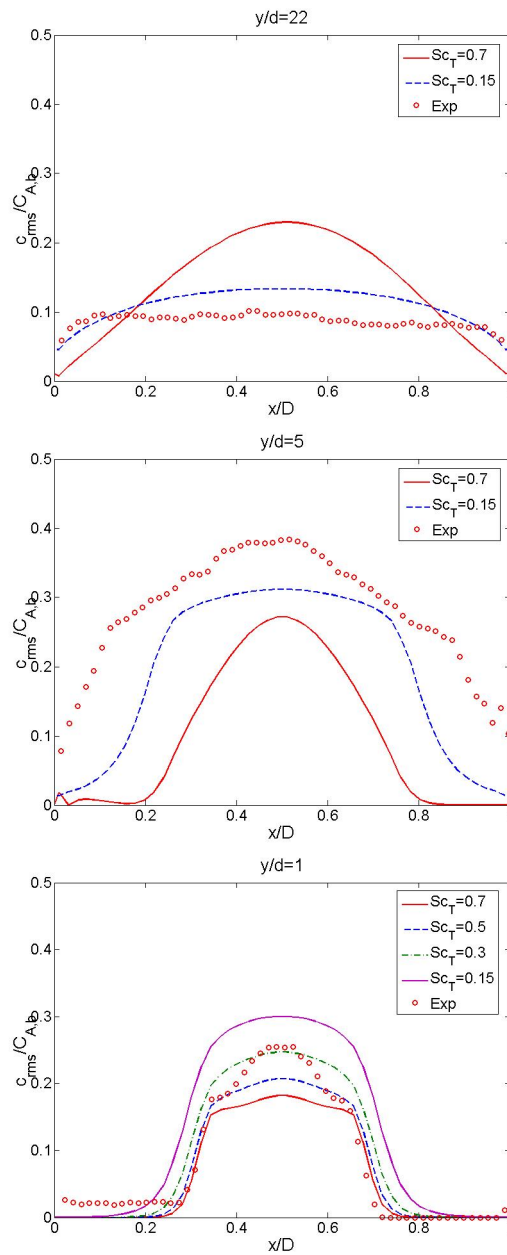 y/d=22
0.5
0.4
0.3
0.2
0.1
0
c_rms/C_A,b
Sc_T=0.7
Sc_T=0.15
Exp
0 0.2 0.4 0.6 0.8
x/D
y/d=5
0.5
0.4
0.3
0.2
0.1
0
c_rms/C_A,b
Sc_T=0.7
Sc_T=0.15
Exp
0 0.2 0.4 0.6 0.8
x/D
y/d=1
0.5
0.4
0.3
0.2
0.1
0
c_rms/C_A,b
Sc_T=0.7
Sc_T=0.5
Sc_T=0.3
Sc_T=0.15
Exp
0 0.2 0.4 0.6 0.8
x/D